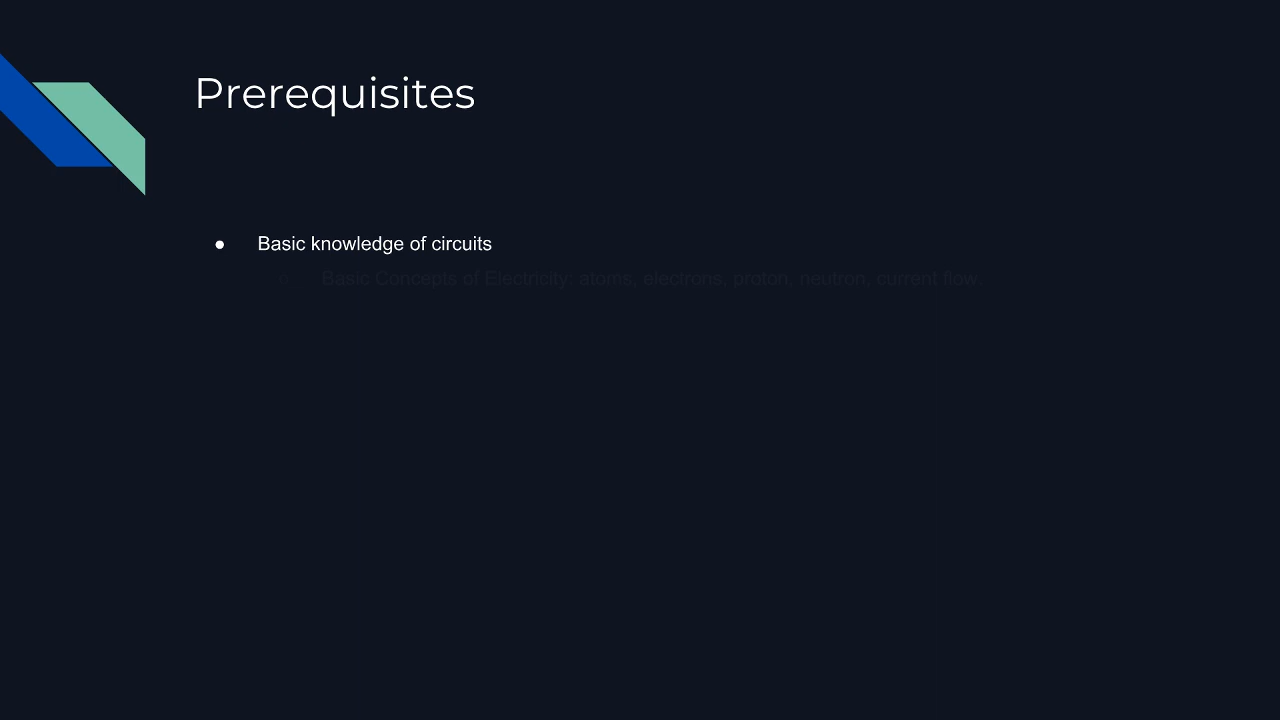 Prerequisites
● Basic knowledge of circuits
○ Basic Concepts of Electricity: atoms, electrons, proton, neutron, current flow.